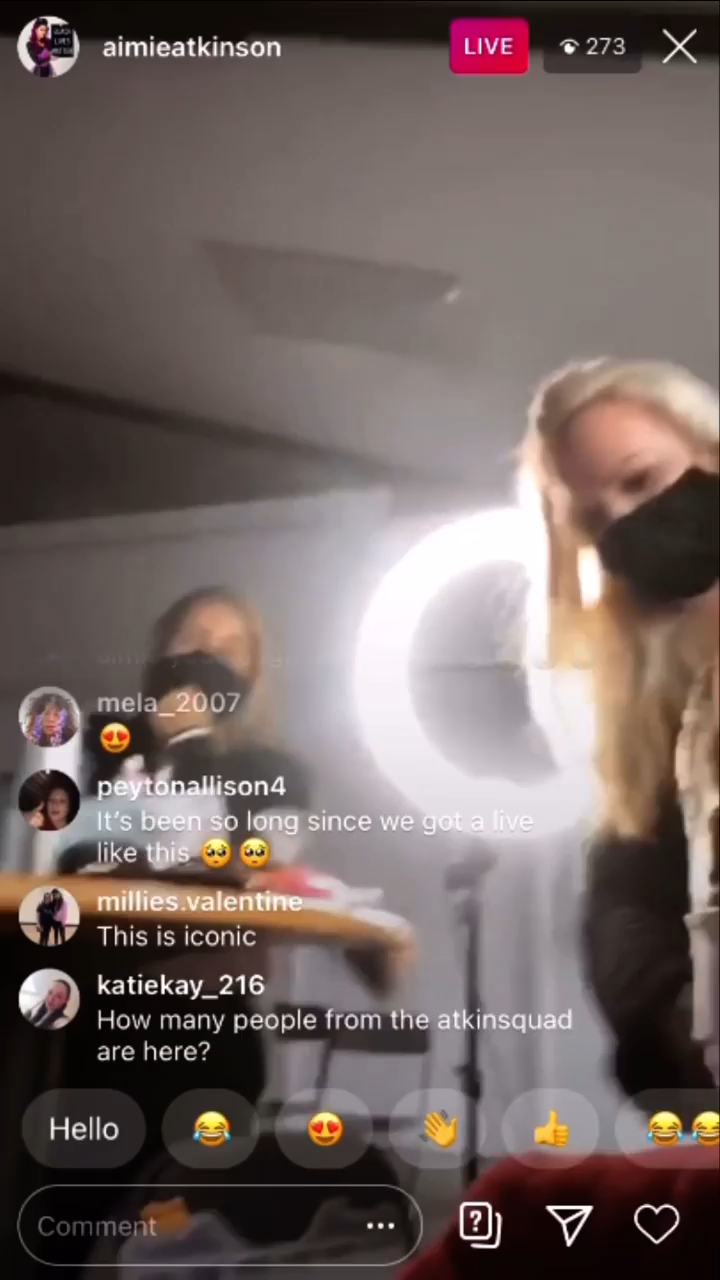 aimieatkinson
LIVE
273
mela_2007
😍
peytonallison4
It's been so long since we got a live
like this 🥺 🥺
millies.valentine
This is iconic
katiekay_216
How many people from the atkinsquad
are here?
Hello 😂 😍 👋 👍 😂😂
Comment